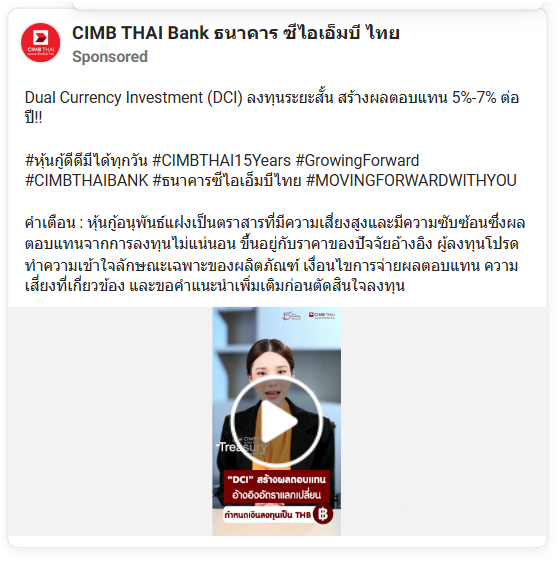 CIMB THAI
CIMB THAI Bank ธนาคาร ซีไอเอ็มบี ไทย
Sponsored
Dual Currency Investment (DCI) ลงทุนระยะสั้น สร้างผลตอบแทน 5%-7% ต่อ
ปี!!
#หุ้นกู้ดีดีมีได้ทุกวัน #CIMBTHAI15Years #GrowingForward
#CIMBTHAIBANK #ธนาคารซีไอเอ็มบีไทย #MOVINGFORWARDWITHYOU
คำเตือน : หุ้นกู้อนุพันธ์แฝงเป็นตราสารที่มีความเสี่ยงสูงและมีความซับซ้อนซึ่งผล
ตอบแทนจากการลงทุนไม่แน่นอน ขึ้นอยู่กับราคาของปัจจัยอ้างอิง ผู้ลงทุนโปรด
ทำความเข้าใจลักษณะเฉพาะของผลิตภัณฑ์ เงื่อนไขการจ่ายผลตอบแทน ความ
เสี่ยงที่เกี่ยวข้อง และขอคำแนะนำเพิ่มเติมก่อนตัดสินใจลงทุน
CIMB THAI
Treasury
"DCI" สร้างผลตอบแทน
อ้างอิงอัตราแลกเปลี่ยน
กำหนดเงินลงทุนเป็น THB ฿